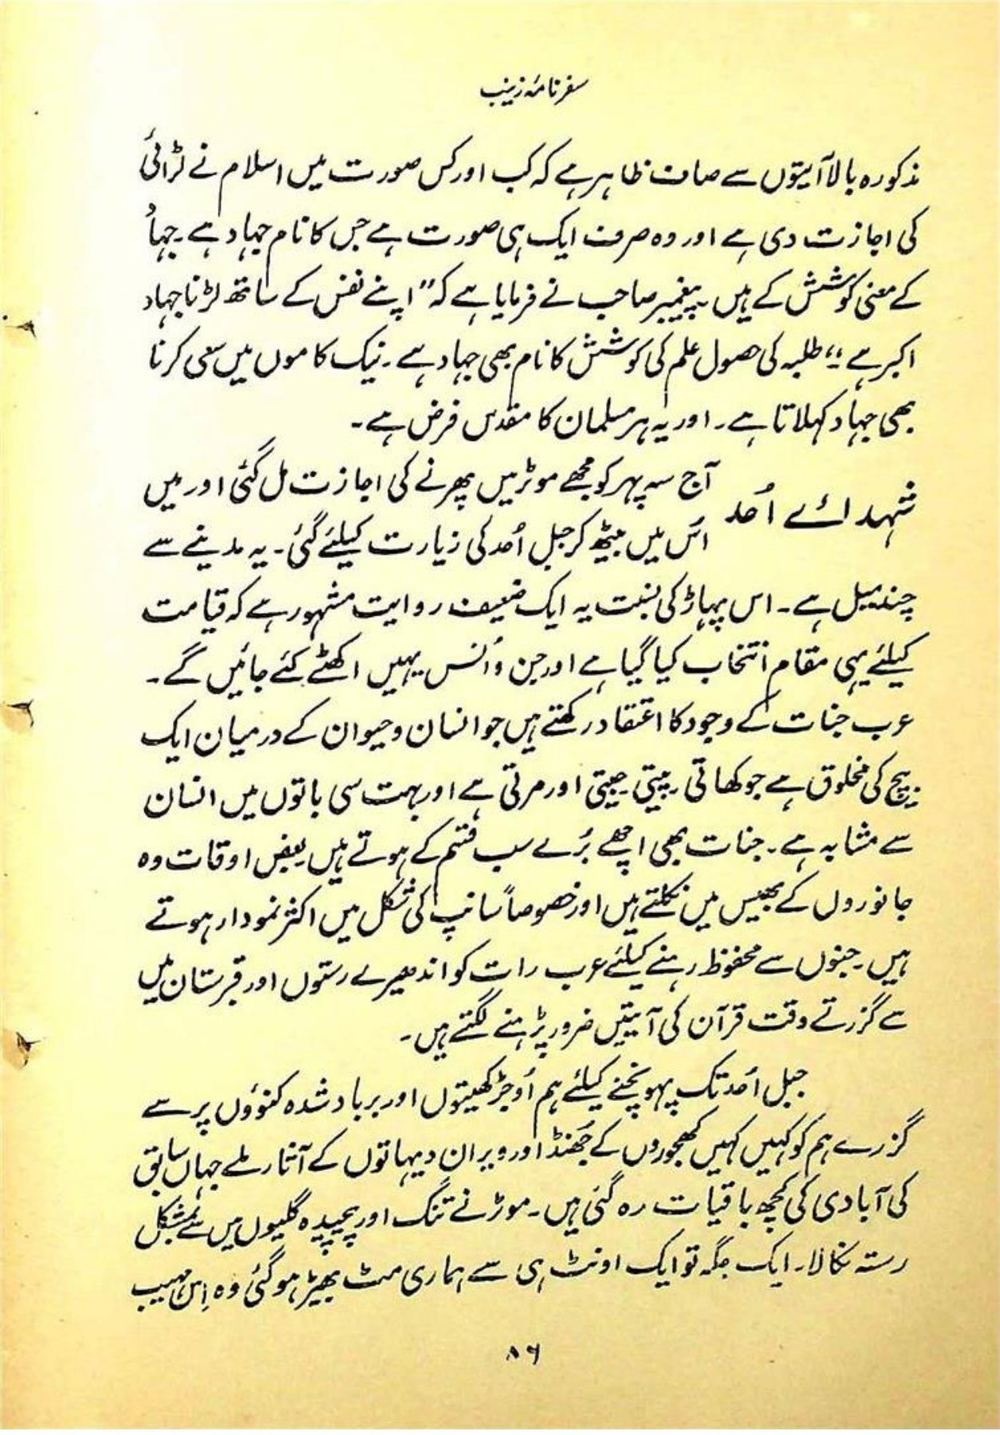 سفر نامۂ زینب
مذکورہ بالا آیتوں سے صاف ظاہر ہے کہ کب اور کس صورت میں اسلام نے لڑائی
کی اجازت دی ہے اور وہ صرف ایک ہی صورت ہے جس کا نام جہاد ہے۔ جہاد
کے معنی کوشش کے ہیں۔ پیغمبر صاحب نے فرمایا ہے کہ "اپنے نفس کے ساتھ لڑنا جہاد
اکبر ہے" طلبہ کی حصول علم کی کوشش کا نام بھی جہاد ہے۔ نیک کاموں میں سعی کرنا
بھی جہاد کہلاتا ہے۔ اور یہ ہر مسلمان کا مقدس فرض ہے۔
شہدائے اُحد
آج سہ پہر کو مجھے موٹر میں پھرنے کی اجازت مل گئی اور میں
اُس میں بیٹھ کر جبل اُحد کی زیارت کیلئے گئی۔ یہ مدینے سے
چند میل ہے۔ اس پہاڑ کی نسبت یہ ایک ضعیف روایت مشہور ہے کہ قیامت
کیلئے یہی مقام انتخاب کیا گیا ہے اور جن و اُنس یہیں اکھٹے کئے جائیں گے۔
عرب جنات کے وجود کا اعتقاد رکھتے ہیں جو انسان و حیوان کے درمیان ایک
بیچ کی مخلوق ہے جو کھاتی۔ پیتی۔ جیتی اور مرتی ہے اور بہت سی باتوں میں انسان
سے مشابہ ہے۔ جنات بھی اچھے بُرے سب قسم کے ہوتے ہیں بعض اوقات وہ
جانوروں کے بھیس میں نکلتے ہیں اور خصوصاً سانپ کی شکل میں اکثر نمودار ہوتے
ہیں۔ جنوں سے محفوظ رہنے کیلئے عرب رات کو اندھیرے رستوں اور قبرستان میں
سے گزرتے وقت قرآن کی آیتیں ضرور پڑہنے لگتے ہیں۔
جبل اُحد تک پہونچنے کیلئے ہم اُوجڑ کھیتوں اور برباد شدہ کنوؤں پر سے
گزرے ہم کو کہیں کہیں کھجوروں کے جُھنڈ اور ویران دیہاتوں کے آثار ملے جہاں سابق
کی آبادی کی کچھ باقیات رہ گئی ہیں۔ موٹر نے تنگ اور پیچیدہ گلیوں میں سے بمشکل
رستہ نکالا۔ ایک جگہ تو ایک اونٹ ہی سے ہماری مٹ بھیڑ ہو گئی وہ اِس مہیب
۸۶